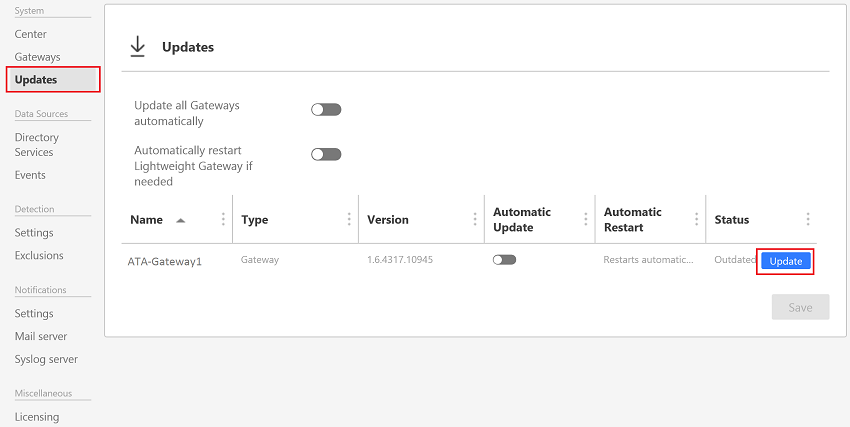 System
Center
Gateways
Updates
Data Sources
Directory
Services
Events
Detection
Settings
Exclusions
Notifications
Settings
Mail server
Syslog server
Miscellaneous
Licensing
Updates
Update all Gateways
automatically
Automatically restart
Lightweight Gateway if
needed
Name Type Version Automatic Update Automatic Restart Status
ATA-Gateway1 Gateway 1.6.4317.10945 Restarts automatic... Outdated Update
Save